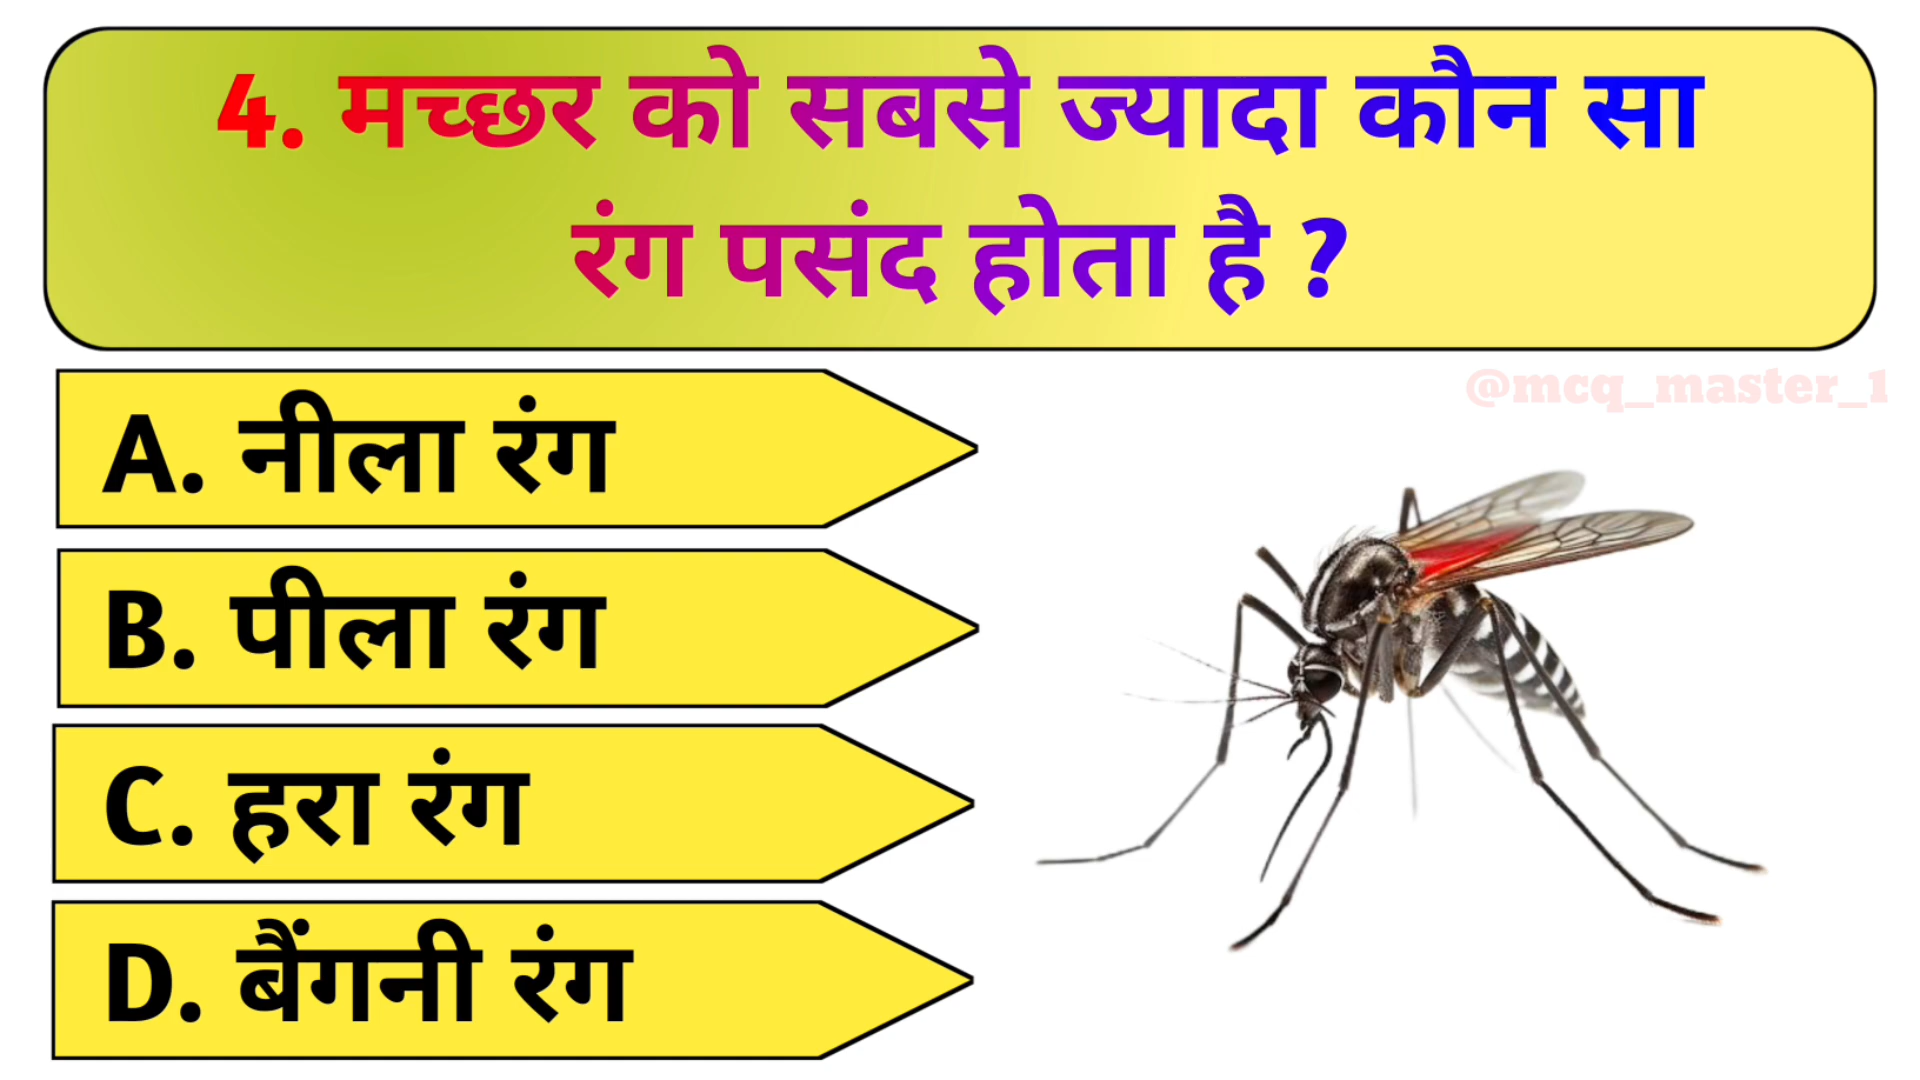 4. मच्छर को सबसे ज्यादा कौन सा
रंग पसंद होता है ?
@mcq_master_1
A. नीला रंग
B. पीला रंग
C. हरा रंग
D. बैंगनी रंग